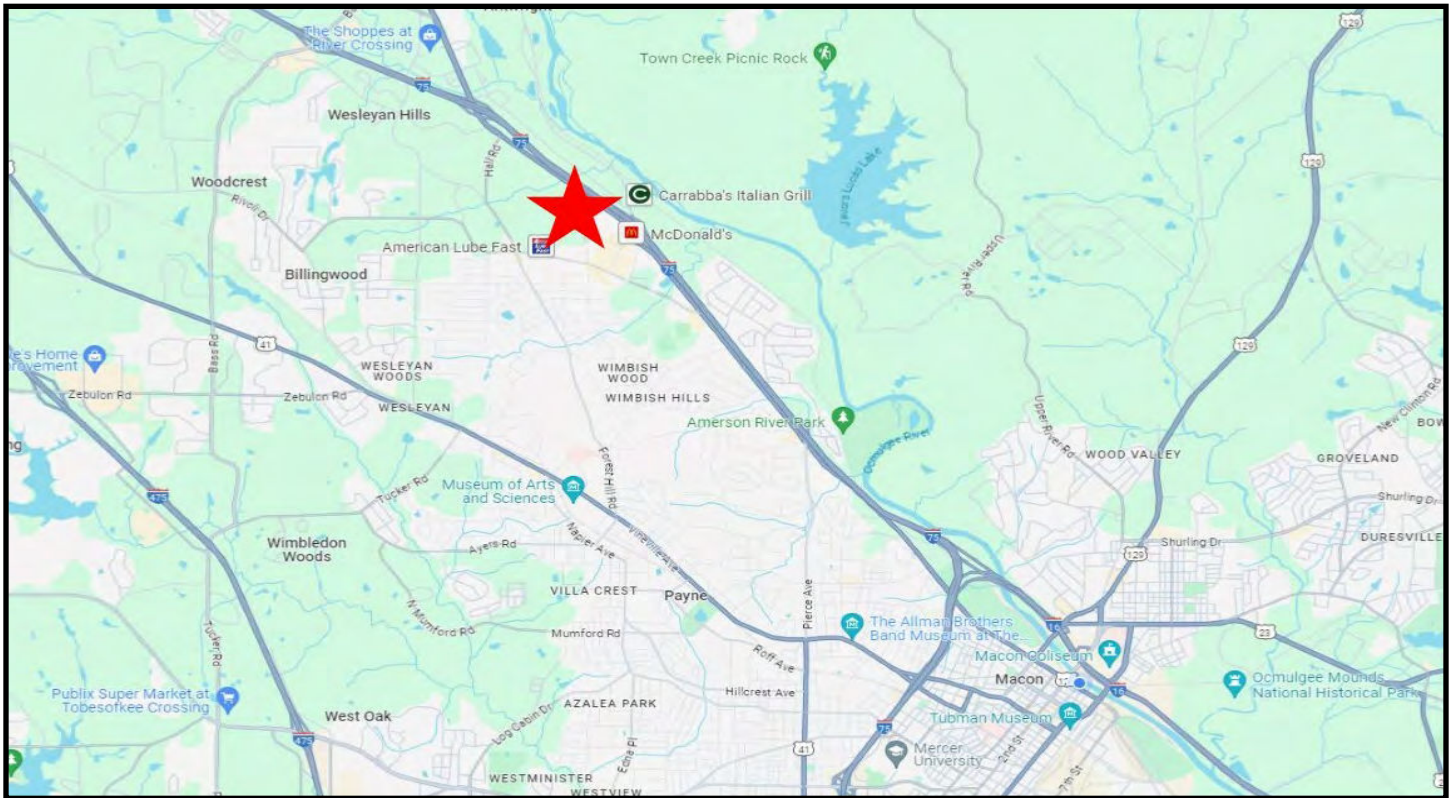 129
The Shoppes at
River Crossing
Town Creek Picnic Rock
75
Wesleyan Hills
75
Hall Rd
129
Woodcrest
Rivoli Dr
Carrabba's Italian Grill
Javors Lucas Lake
McDonald's
American Lube Fast
75
Upper River Rd
Billingwood
41
Bass Rd
129
Home
Zebulon Rd
Zebulon Rd
WESLEYAN
WOODS
WESLEYAN
WIMBISH
WOOD
WIMBISH HILLS
Amerson River Park
Ocmulgee River
Upper River Rd
New Clinton Rd
WOOD VALLEY
GROVELAND
475
Tucker Rd
Museum of Arts
and Sciences
Forest Hill Rd
Shurling Dr
Wimbledon
Woods
Ayers Rd
Napier Ave
Vineville Ave
75
129
Shurling Dr
DURESVILLE
VILLA CREST
Payne
Pierce Ave
N Mumford Rd
Mumford Rd
The Allman Brothers
Band Museum at The...
16
23
Tucker Rd
Roff Ave
Macon Coliseum
Macon
16
Ocmulgee Mounds
National Historical Park
Publix Super Market at
Tobesofkee Crossing
Hillcrest Ave
AZALEA PARK
West Oak
Log Cabin Dr
Tubman Museum
475
75
41
Edna Pl
Mercer
University
2nd St
7th St
WESTMINISTER
WESTVIEW